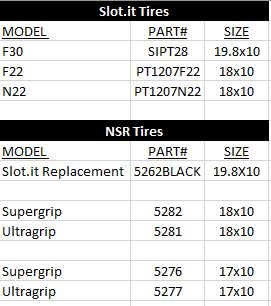 Slot.it Tires
MODEL PART# SIZE
F30 SIPT28 19.8x10
F22 PT1207F22 18x10
N22 PT1207N22 18x10
NSR Tires
MODEL PART# SIZE
Slot.it Replacement 5262BLACK 19.8X10
Supergrip 5282 18x10
Ultragrip 5281 18x10
Supergrip 5276 17x10
Ultragrip 5277 17x10